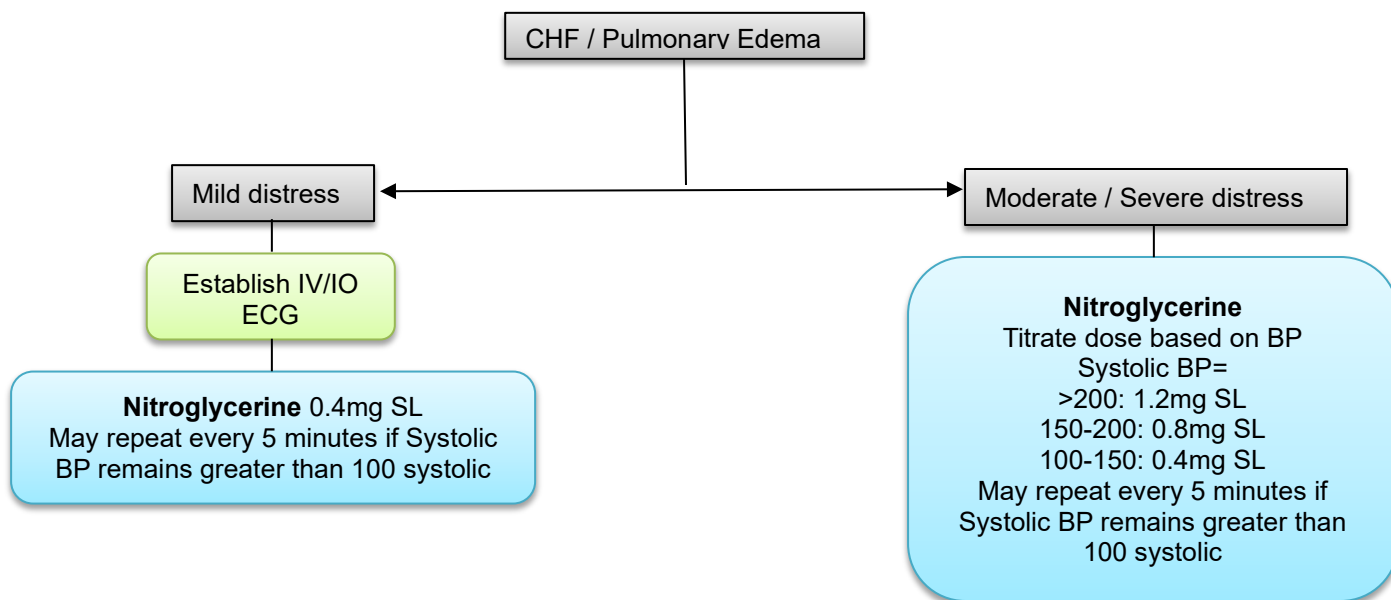 CHF / Pulmonary Edema
Mild distress
Establish IV/IO
ECG
Nitroglycerine 0.4mg SL
May repeat every 5 minutes if Systolic
BP remains greater than 100 systolic
Moderate / Severe distress
Nitroglycerine
Titrate dose based on BP
Systolic BP=
>200: 1.2mg SL
150-200: 0.8mg SL
100-150: 0.4mg SL
May repeat every 5 minutes if
Systolic BP remains greater than
100 systolic